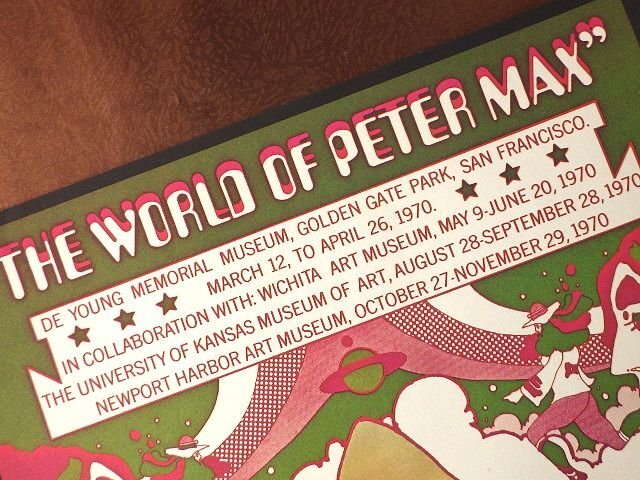 THE WORLD OF PETER MAX"
DE YOUNG MEMORIAL MUSEUM, GOLDEN GATE PARK, SAN FRANCISCO.
MARCH 12, TO APRIL 26, 1970.
IN COLLABORATION WITH: WICHITA ART MUSEUM, MAY 9-JUNE 20, 1970
THE UNIVERSITY OF KANSAS MUSEUM OF ART, AUGUST 28-SEPTEMBER 28, 1970
NEWPORT HARBOR ART MUSEUM, OCTOBER 27-NOVEMBER 29, 1970